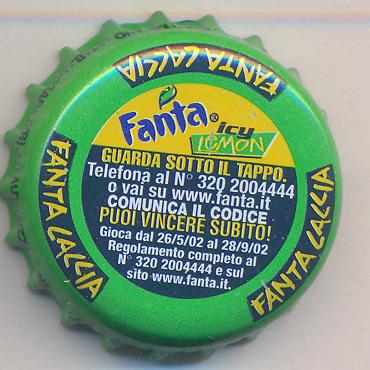 FANTA CACCIA
Fanta®
icy
LEMON
GUARDA SOTTO IL TAPPO.
Telefona al N° 320 2004444
o vai su www.fanta.it
COMUNICA IL CODICE
PUOI VINCERE SUBITO!
Gioca dal 26/5/02 al 28/9/02
Regolamento completo al
N° 320 2004444 e sul
sito www.fanta.it.
FANTA CACCIA
FANTA CACCIA